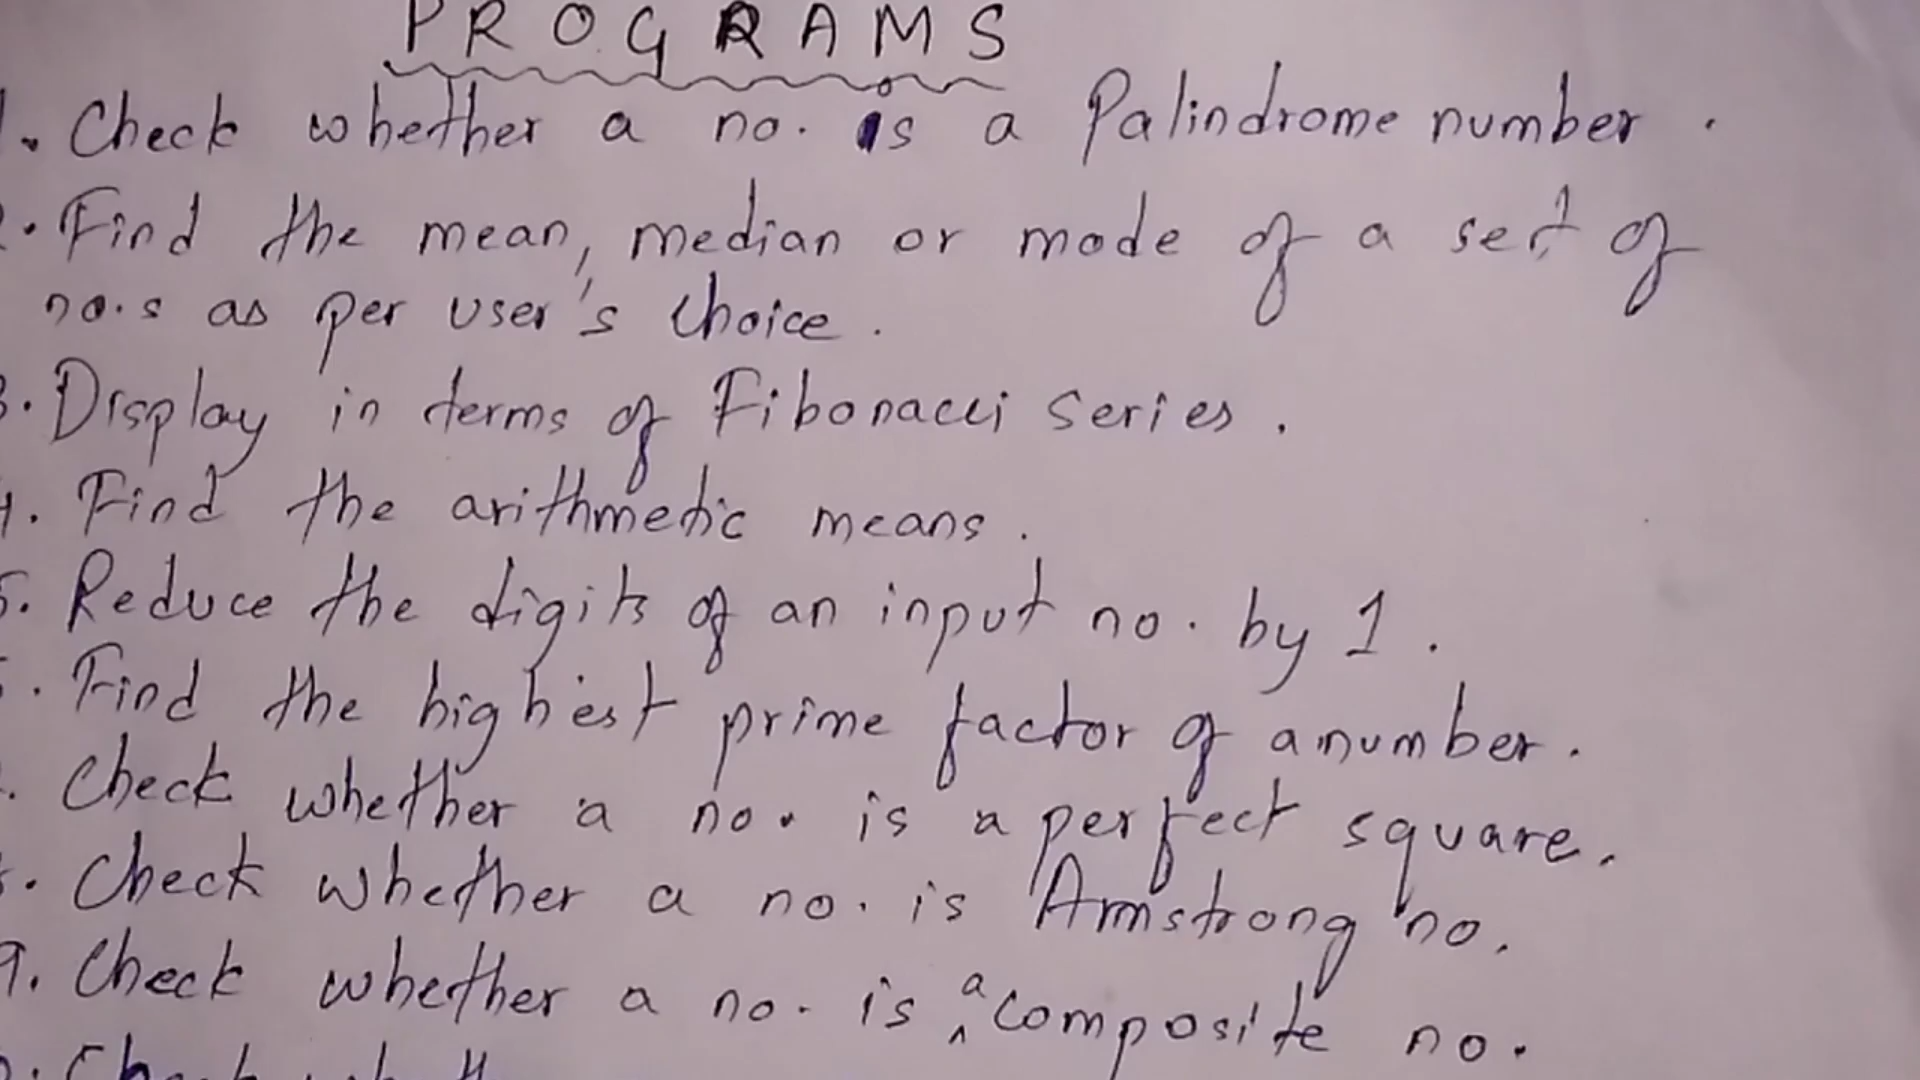 PROGRAMS
1. Check whether a no. is a Palindrome number.
2. Find the mean, median or mode of a set of
no.s as per user's choice.
3. Display in terms of Fibonacci series.
4. Find the arithmetic means.
5. Reduce the digits of an input no. by 1.
. Find the highest prime factor of a number.
. Check whether a no. is a perfect square.
8. Check whether a no. is Armstrong no.
9. Check whether a no. is a composite no.